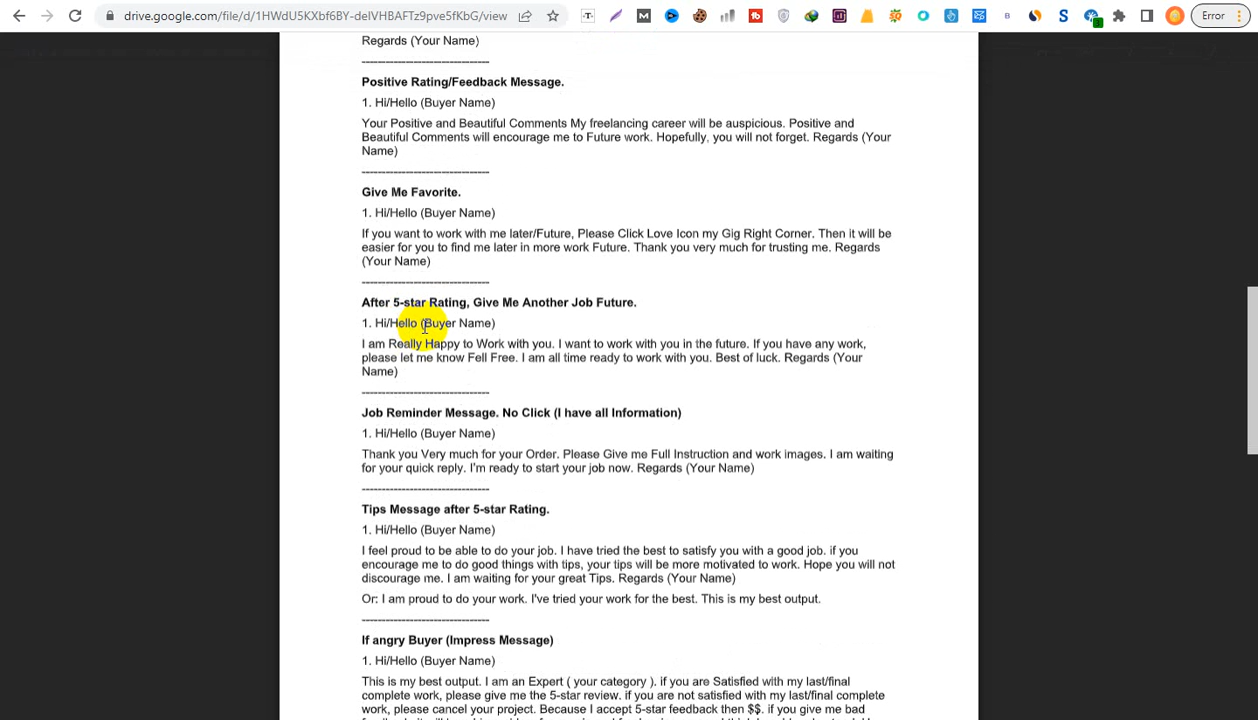 drive.google.com/file/d/1HWdU5KXbf6BY-delVHBAFTz9pve5fKbG/view
Error
Regards (Your Name)
--------------------------------
Positive Rating/Feedback Message.
1. Hi/Hello (Buyer Name)
Your Positive and Beautiful Comments My freelancing career will be auspicious. Positive and
Beautiful Comments will encourage me to Future work. Hopefully, you will not forget. Regards (Your
Name)
--------------------------------
Give Me Favorite.
1. Hi/Hello (Buyer Name)
If you want to work with me later/Future, Please Click Love Icon my Gig Right Corner. Then it will be
easier for you to find me later in more work Future. Thank you very much for trusting me. Regards
(Your Name)
--------------------------------
After 5-star Rating, Give Me Another Job Future.
1. Hi/Hello (Buyer Name)
I am Really Happy to Work with you. I want to work with you in the future. If you have any work,
please let me know Fell Free. I am all time ready to work with you. Best of luck. Regards (Your
Name)
--------------------------------
Job Reminder Message. No Click (I have all Information)
1. Hi/Hello (Buyer Name)
Thank you Very much for your Order. Please Give me Full Instruction and work images. I am waiting
for your quick reply. I'm ready to start your job now. Regards (Your Name)
--------------------------------
Tips Message after 5-star Rating.
1. Hi/Hello (Buyer Name)
I feel proud to be able to do your job. I have tried the best to satisfy you with a good job. if you
encourage me to do good things with tips, your tips will be more motivated to work. Hope you will not
discourage me. I am waiting for your great Tips. Regards (Your Name)
Or: I am proud to do your work. I've tried your work for the best. This is my best output.
--------------------------------
If angry Buyer (Impress Message)
1. Hi/Hello (Buyer Name)
This is my best output. I am an Expert ( your category ). if you are Satisfied with my last/final
complete work, please give me the 5-star review. if you are not satisfied with my last/final complete
work, please cancel your project. Because I accept 5-star feedback then $$. if you give me bad